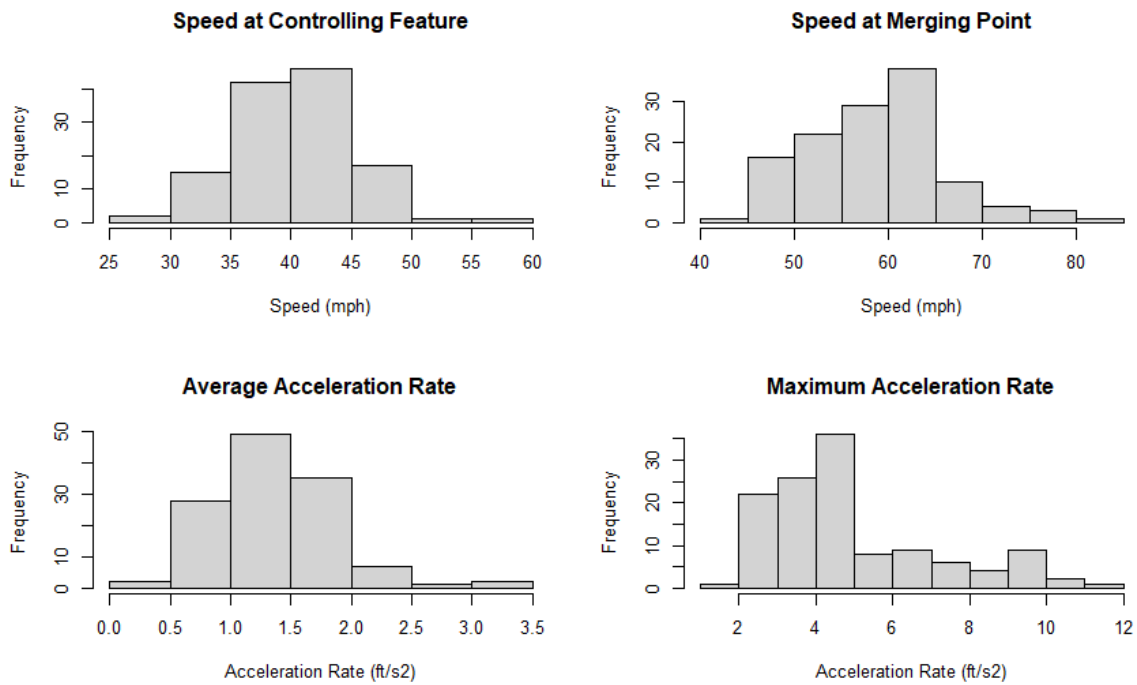 Speed at Controlling Feature
Frequency
0 10 30
25 30 35 40 45 50 55 60
Speed (mph)
Speed at Merging Point
Frequency
0 10 20 30
40 50 60 70 80
Speed (mph)
Average Acceleration Rate
Frequency
0 10 30 50
0.0 0.5 1.0 1.5 2.0 2.5 3.0 3.5
Acceleration Rate (ft/s2)
Maximum Acceleration Rate
Frequency
0 10 20 30
2 4 6 8 10 12
Acceleration Rate (ft/s2)